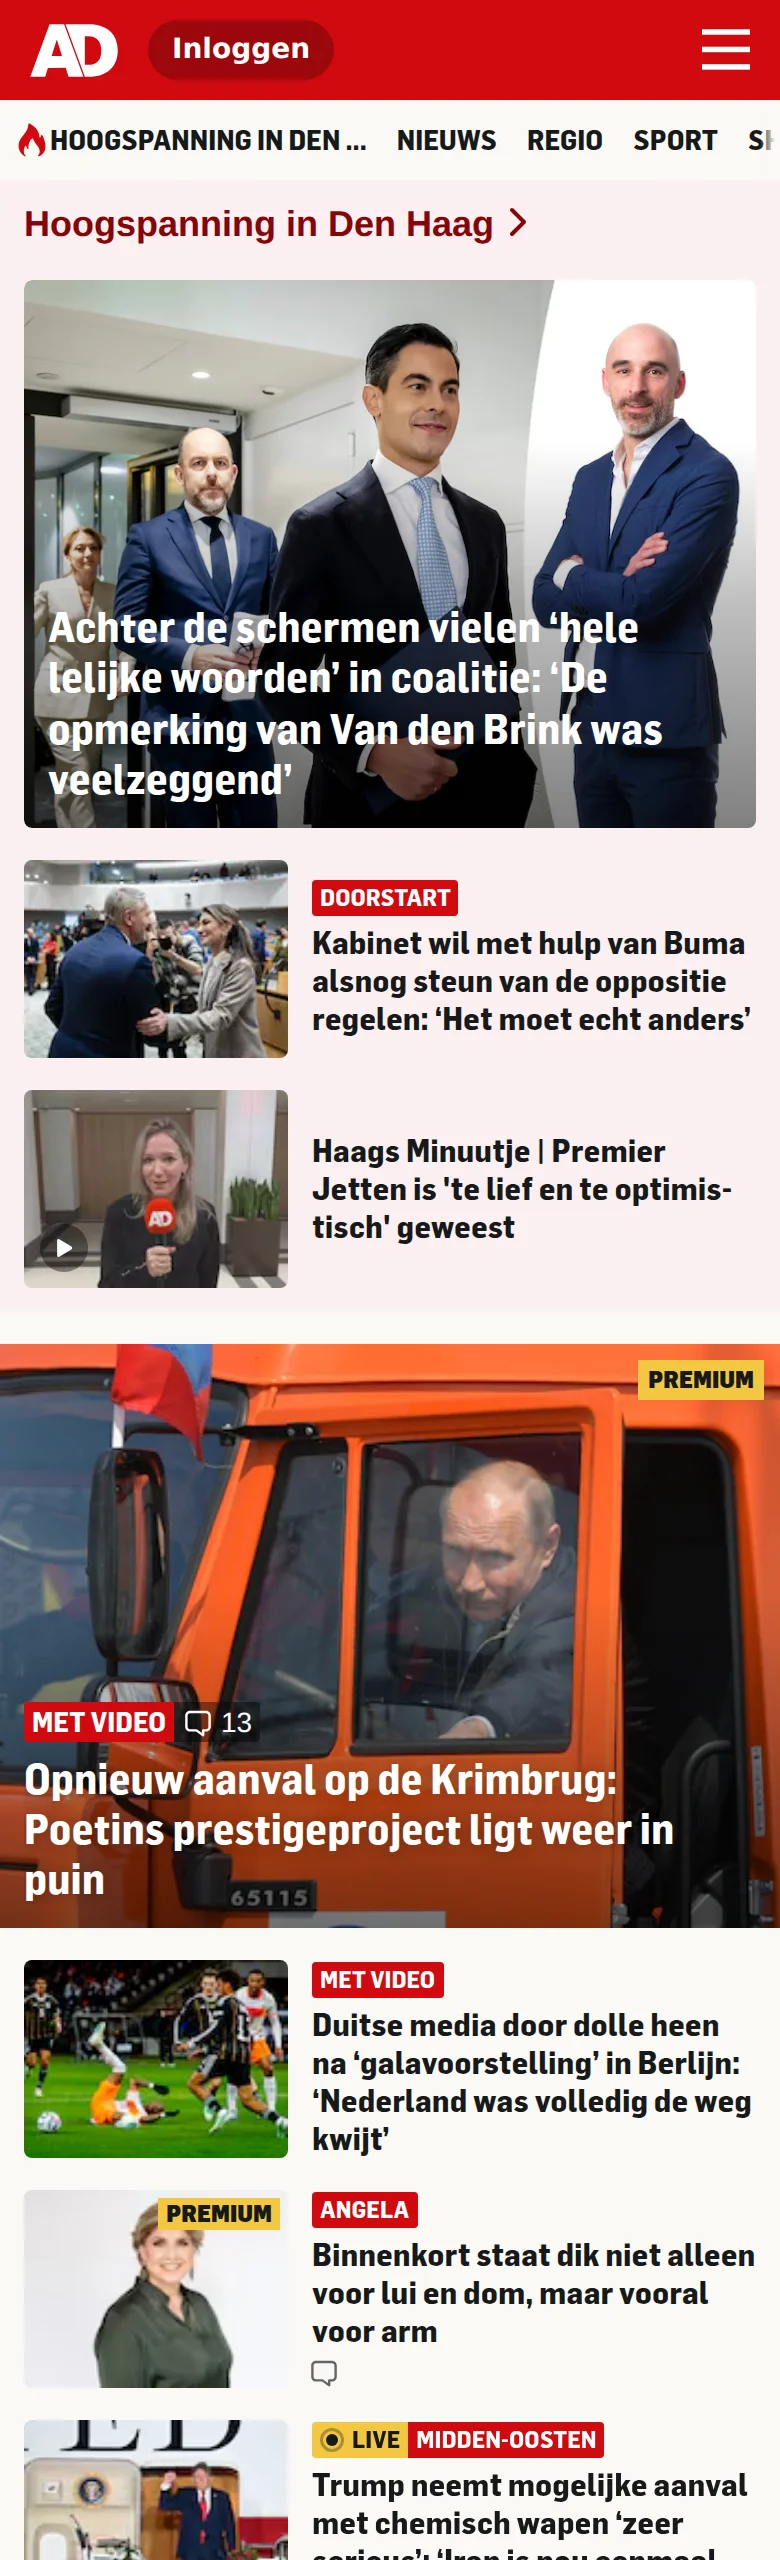 AD
Inloggen
HOOGSPANNING IN DEN ... NIEUWS REGIO SPORT
Hoogspanning in Den Haag
Achter de schermen vielen ‘hele
lelijke woorden’ in coalitie: ‘De
opmerking van Van den Brink was
veelzeggend’
DOORSTART
Kabinet wil met hulp van Buma
alsnog steun van de oppositie
regelen: ‘Het moet echt anders’
AD
Haags Minuutje | Premier
Jetten is 'te lief en te optimis-
tisch' geweest
PREMIUM
MET VIDEO 13
Opnieuw aanval op de Krimbrug:
Poetins prestigeproject ligt weer in
puin
65115
MET VIDEO
Duitse media door dolle heen
na ‘galavoorstelling’ in Berlijn:
‘Nederland was volledig de weg
kwijt’
PREMIUM
ANGELA
Binnenkort staat dik niet alleen
voor lui en dom, maar vooral
voor arm
LIVE MIDDEN-OOSTEN
Trump neemt mogelijke aanval
met chemisch wapen ‘zeer
serieus’: ‘Iran is nou eenmaal